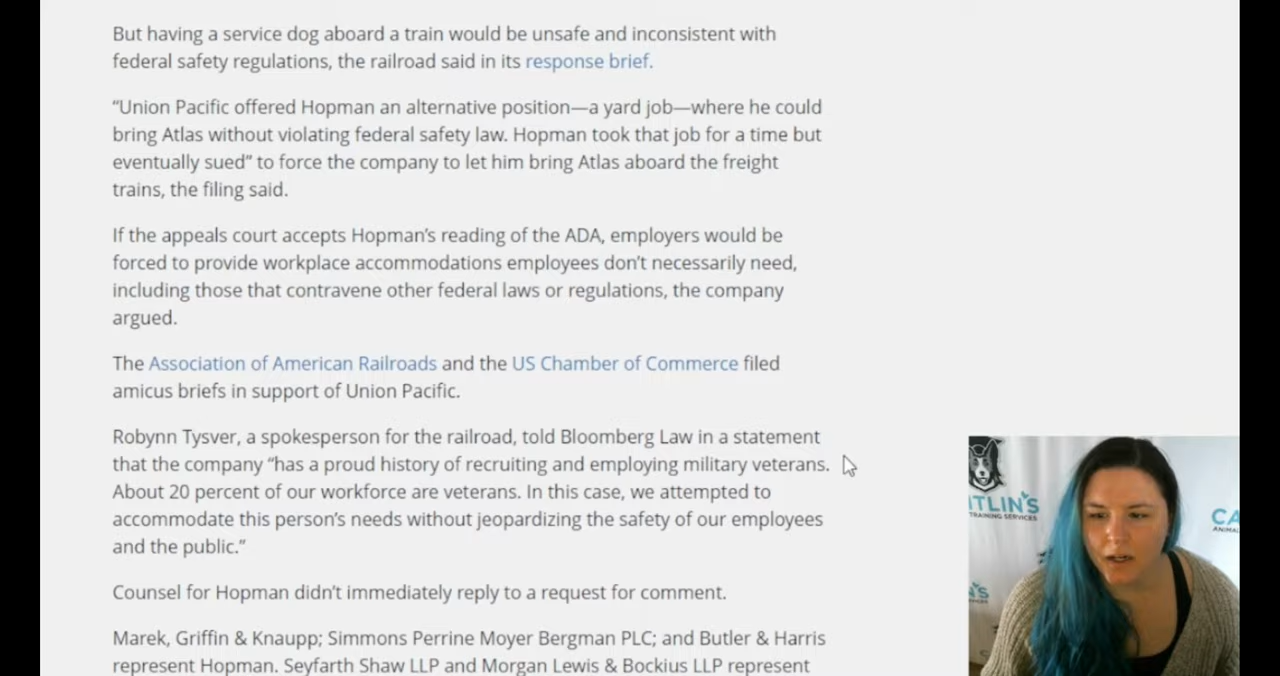 But having a service dog aboard a train would be unsafe and inconsistent with
federal safety regulations, the railroad said in its response brief.
“Union Pacific offered Hopman an alternative position—a yard job—where he could
bring Atlas without violating federal safety law. Hopman took that job for a time but
eventually sued” to force the company to let him bring Atlas aboard the freight
trains, the filing said.
If the appeals court accepts Hopman’s reading of the ADA, employers would be
forced to provide workplace accommodations employees don’t necessarily need,
including those that contravene other federal laws or regulations, the company
argued.
The Association of American Railroads and the US Chamber of Commerce filed
amicus briefs in support of Union Pacific.
Robynn Tysver, a spokesperson for the railroad, told Bloomberg Law in a statement
that the company “has a proud history of recruiting and employing military veterans.
About 20 percent of our workforce are veterans. In this case, we attempted to
accommodate this person’s needs without jeopardizing the safety of our employees
and the public.”
Counsel for Hopman didn’t immediately reply to a request for comment.
Marek, Griffin & Knaupp; Simmons Perrine Moyer Bergman PLC; and Butler & Harris
represent Hopman. Seyfarth Shaw LLP and Morgan Lewis & Bockius LLP represent
ITLIN'S
TRAINING SERVICES
CA
ANIMAL
N'S